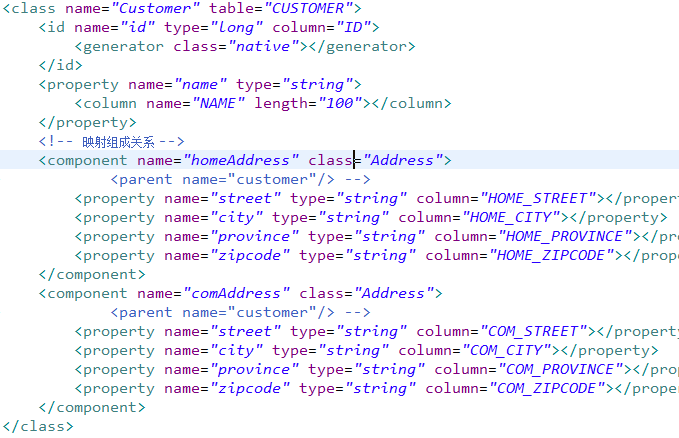 <class name="Customer" table="CUSTOMER">
<id name="id" type="long" column="ID">
<generator class="native"></generator>
</id>
<property name="name" type="string">
<column name="NAME" length="100"></column>
</property>
<!-- 映射组成关系 -->
<component name="homeAddress" class="Address">
<parent name="customer"/> -->
<property name="street" type="string" column="HOME_STREET"></propert
<property name="city" type="string" column="HOME_CITY"></property>
<property name="province" type="string" column="HOME_PROVINCE"></pro
<property name="zipcode" type="string" column="HOME_ZIPCODE"></prope
</component>
<component name="comAddress" class="Address">
<parent name="customer"/> -->
<property name="street" type="string" column="COM_STREET"></property
<property name="city" type="string" column="COM_CITY"></property>
<property name="province" type="string" column="COM_PROVINCE"></prop
<property name="zipcode" type="string" column="COM_ZIPCODE"></proper
</component>
</class>